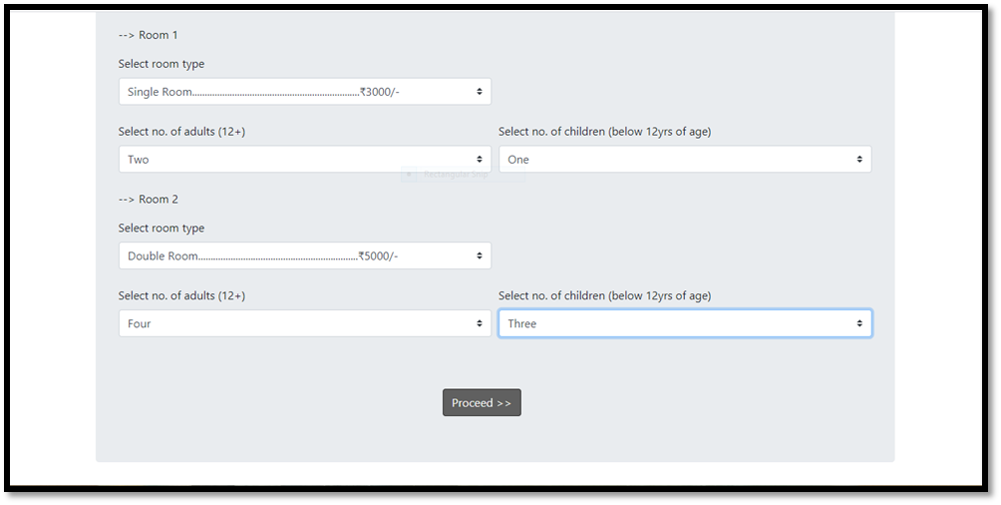 --> Room 1
Select room type
Single Room......................................................................₹3000/-
Select no. of adults (12+) Select no. of children (below 12yrs of age)
Two One
Rectangular Snip
--> Room 2
Select room type
Double Room...................................................................₹5000/-
Select no. of adults (12+) Select no. of children (below 12yrs of age)
Four Three
Proceed >>